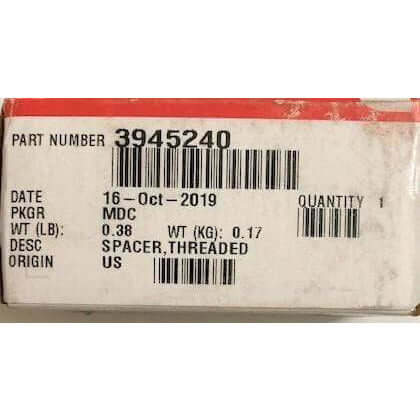 PART NUMBER 3945240
DATE 16-Oct-2019 QUANTITY 1
PKGR MDC
WT (LB): 0.38 WT (KG): 0.17
DESC SPACER,THREADED
ORIGIN US